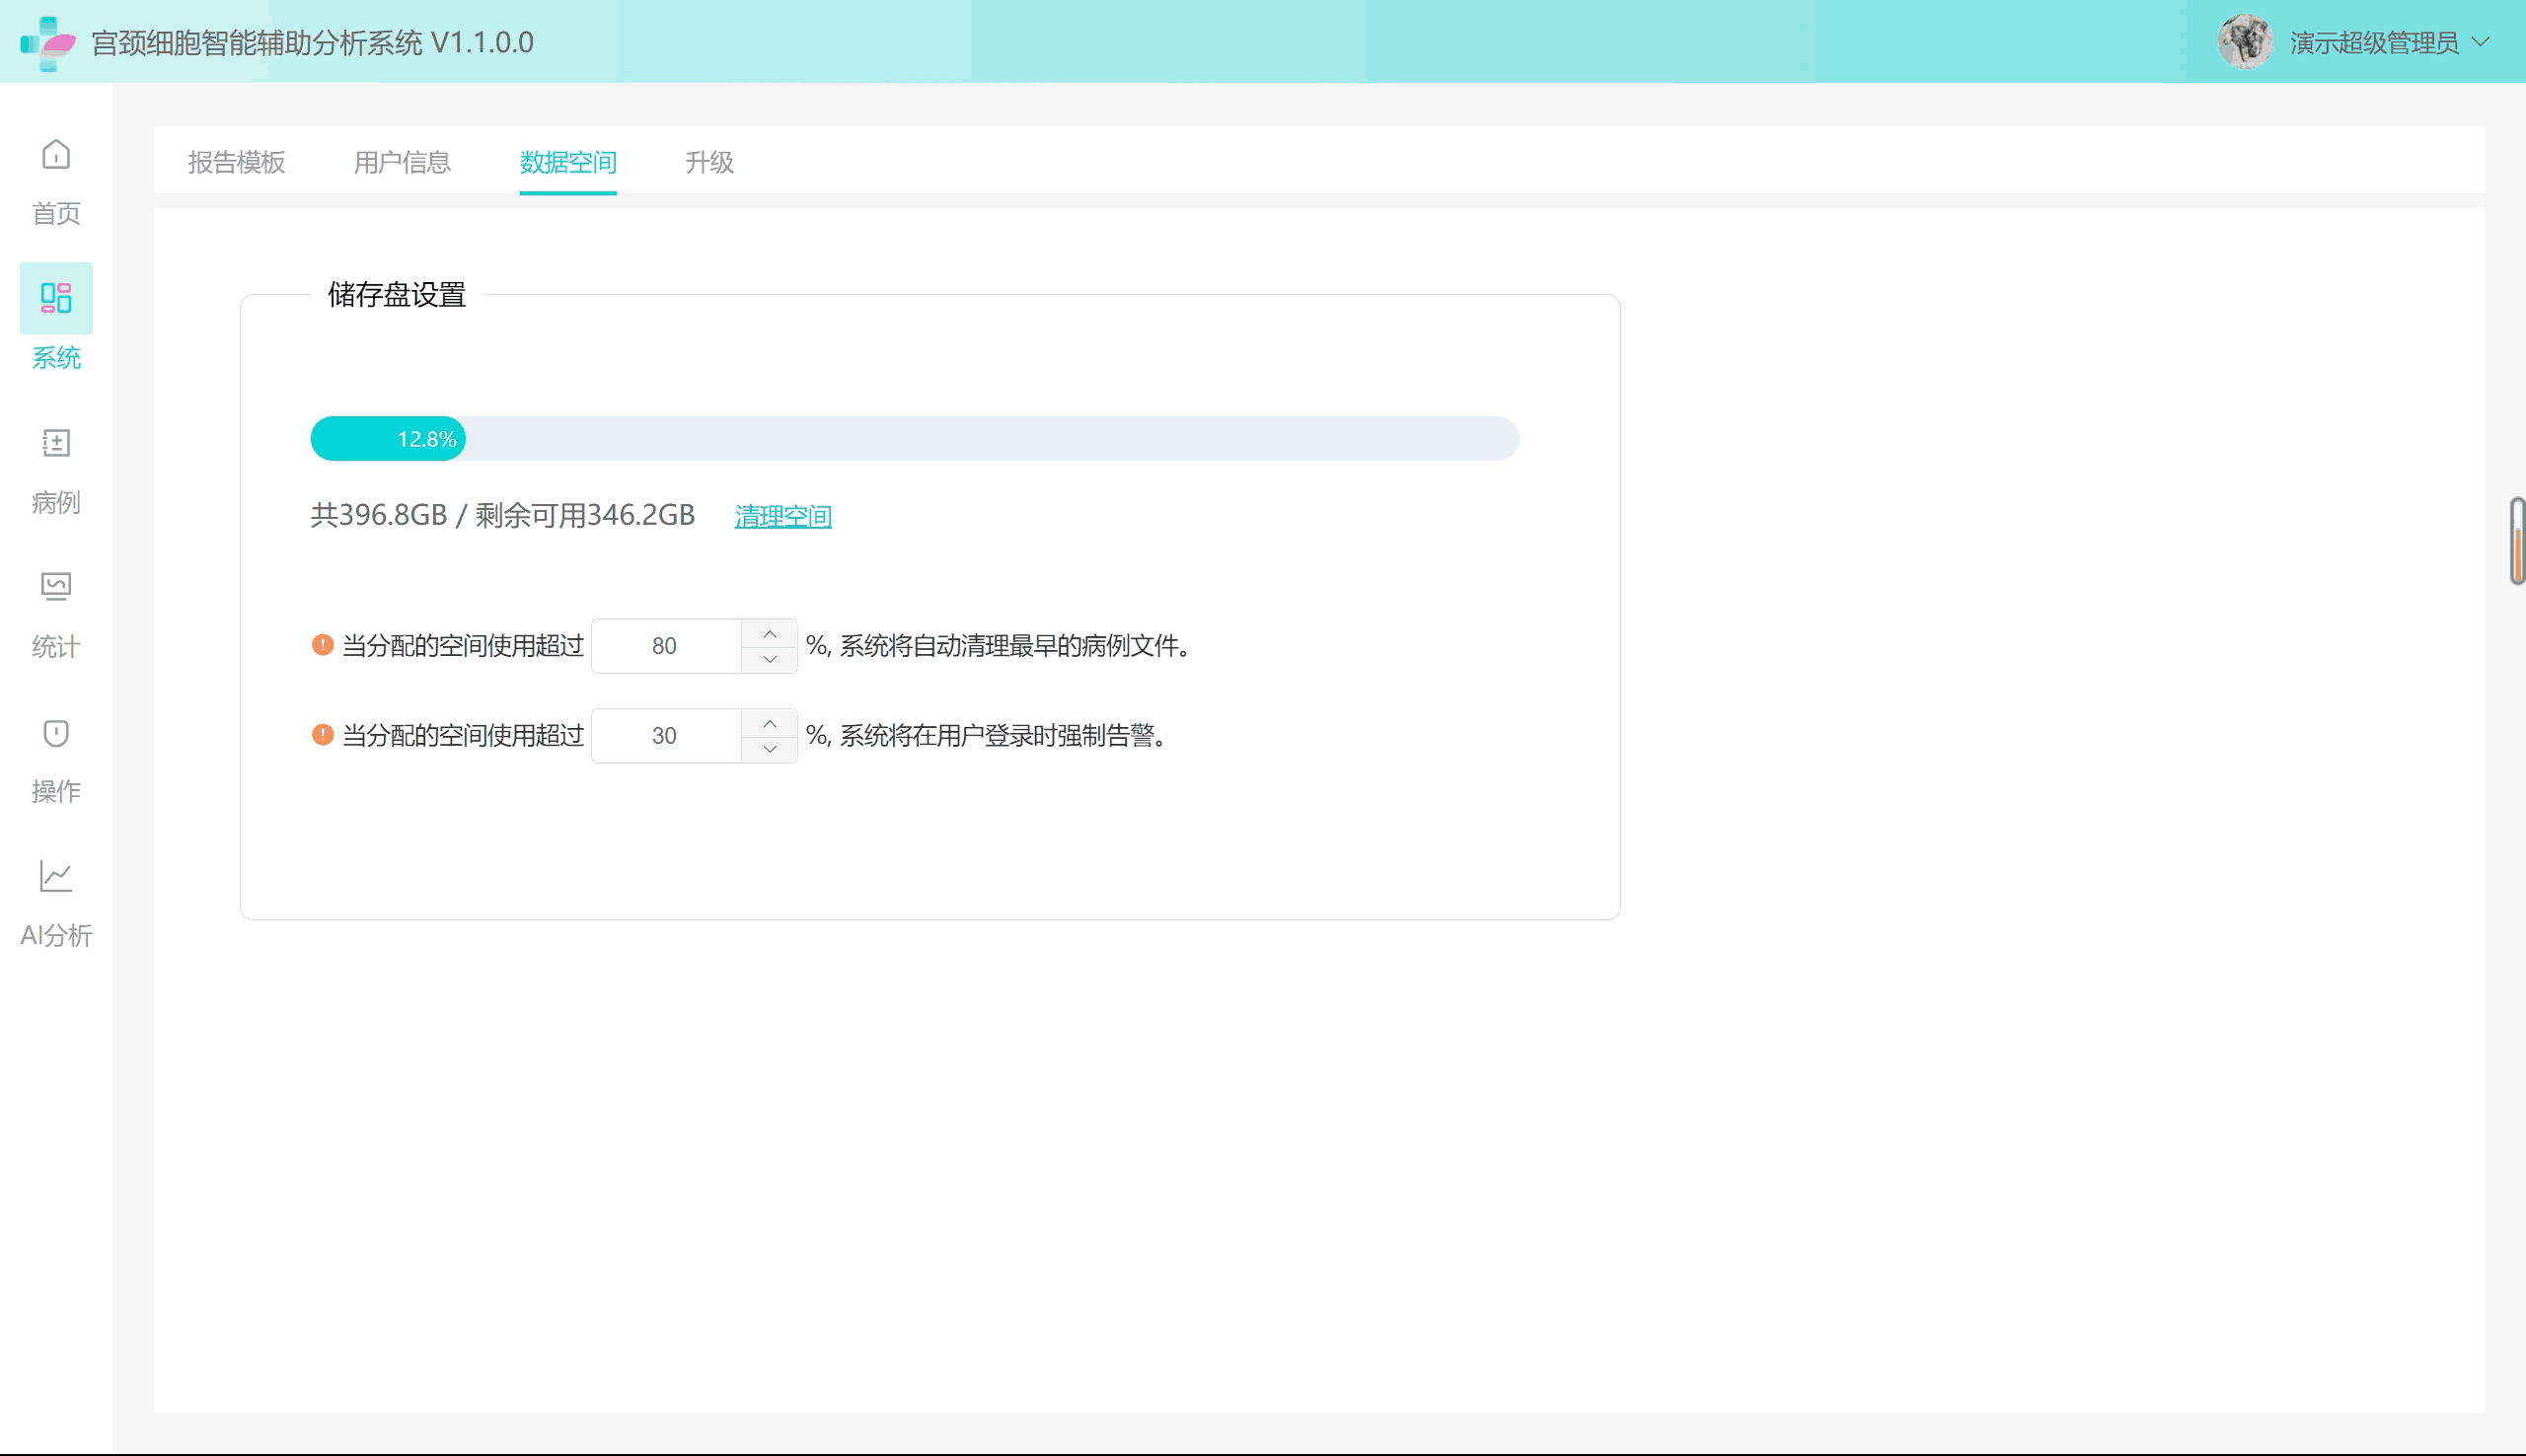 宫颈细胞智能辅助分析系统 V1.1.0.0
演示超级管理员
首页
系统
病例
统计
操作
AI分析
报告模板 用户信息 数据空间 升级
储存盘设置
12.8%
共396.8GB / 剩余可用346.2GB 清理空间
当分配的空间使用超过 80 %, 系统将自动清理最早的病例文件。
当分配的空间使用超过 30 %, 系统将在用户登录时强制告警。